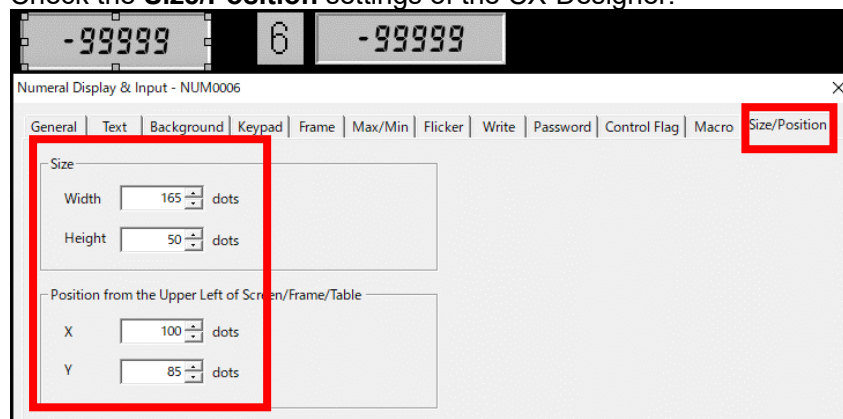 Check the Size/Position settings of the CX-Designer.
-99999 6 -99999
Numeral Display & Input - NUM0006
General Text Background Keypad Frame Max/Min Flicker Write Password Control Flag Macro Size/Position
Size
Width 165 dots
Height 50 dots
Position from the Upper Left of Screen/Frame/Table
X 100 dots
Y 85 dots